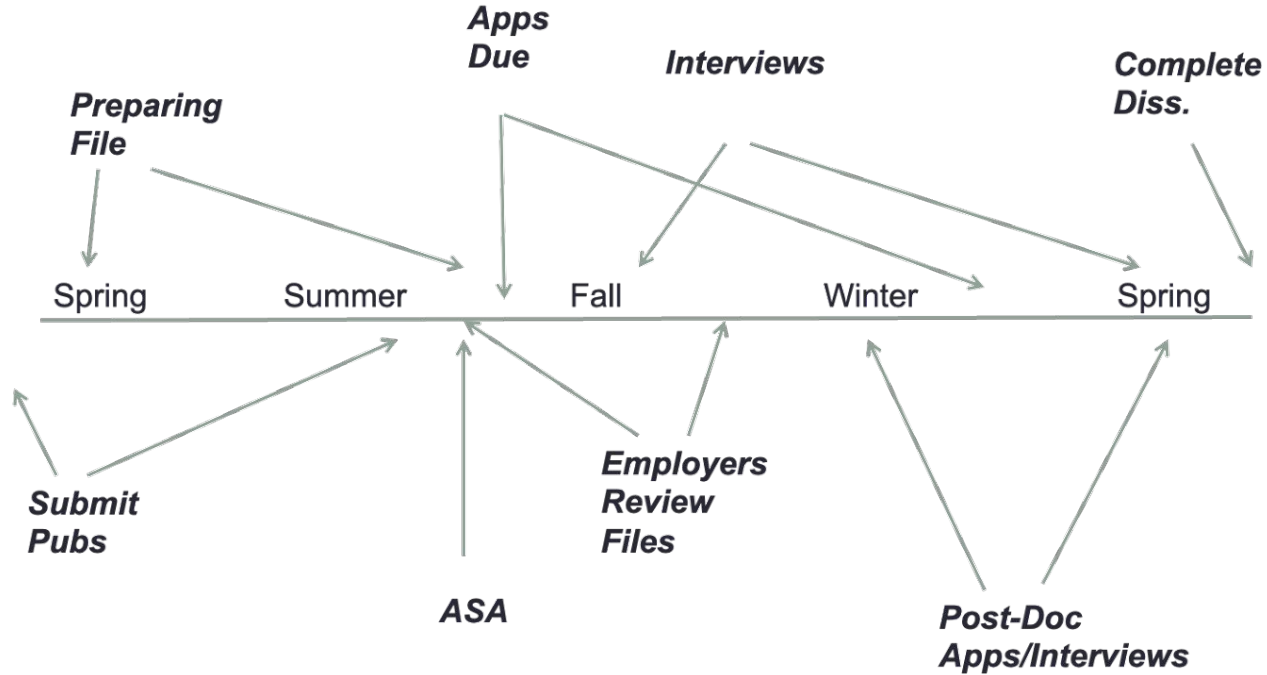 Apps
Due
Interviews
Complete
Diss.
Preparing
File
Spring Summer Fall Winter Spring
Submit
Pubs
Employers
Review
Files
ASA
Post-Doc
Apps/Interviews